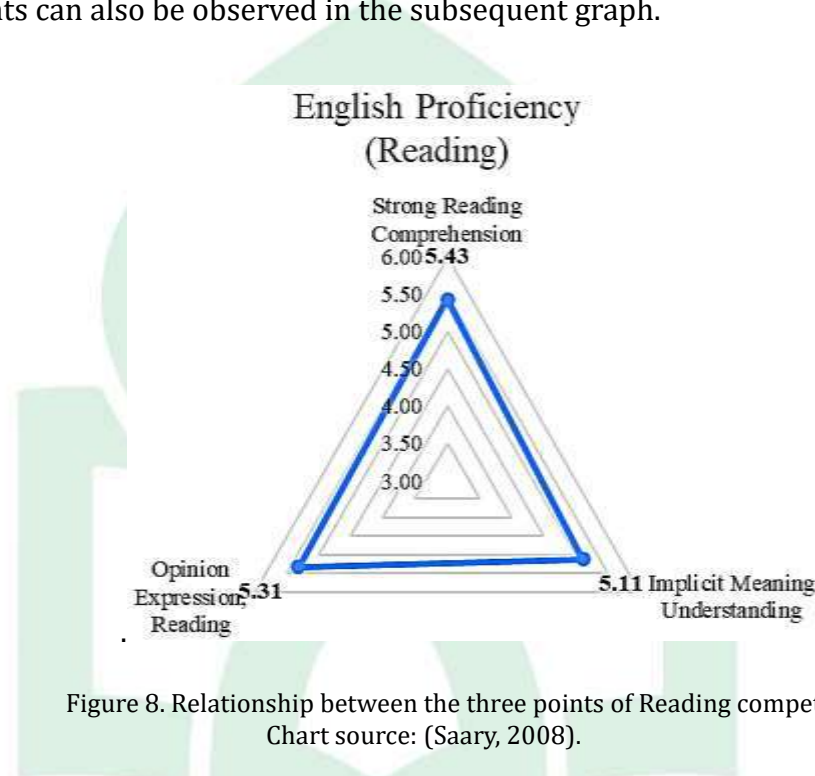 nts can also be observed in the subsequent graph.
English Proficiency
(Reading)
Strong Reading
Comprehension
6.00 5.43
5.50
5.00
4.50
4.00
3.50
3.00
Opinion
Expression,
Reading
5.31
5.11 Implicit Meaning
Understanding
.
Figure 8. Relationship between the three points of Reading compet
Chart source: (Saary, 2008).